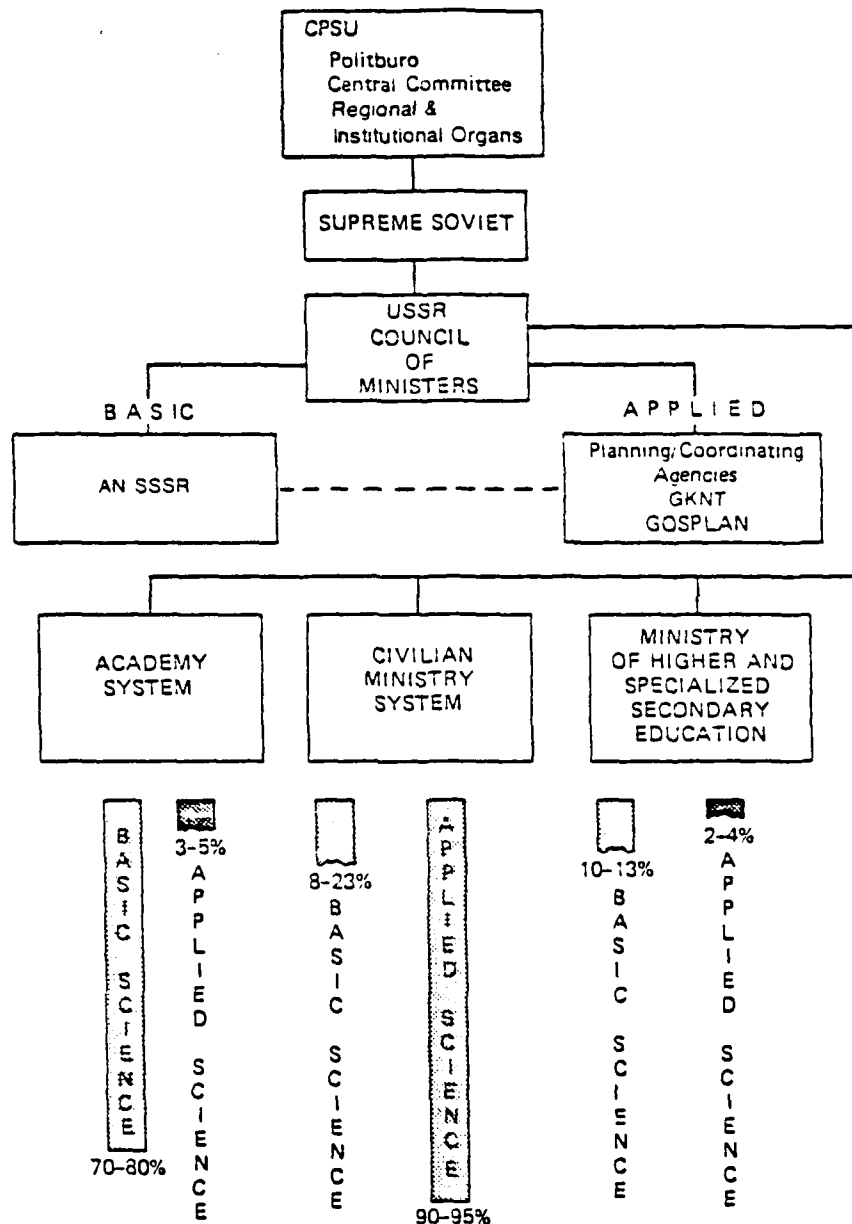 CPSU
Politburo
Central Committee
Regional &
Institutional Organs
SUPREME SOVIET
USSR
COUNCIL
OF
MINISTERS
BASIC
APPLIED
AN SSSR
Planning/Coordinating
Agencies
GKNT
GOSPLAN
ACADEMY
SYSTEM
CIVILIAN
MINISTRY
SYSTEM
MINISTRY
OF HIGHER AND
SPECIALIZED
SECONDARY
EDUCATION
BASIC SCIENCE
70-80%
3-5%
APPLIED SCIENCE
8-23%
BASIC SCIENCE
APPLIED SCIENCE
90-95%
10-13%
BASIC SCIENCE
2-4%
APPLIED SCIENCE